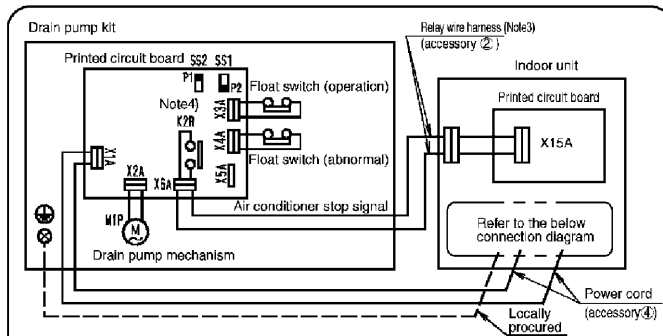 Drain pump kit
Relay wire harness (Note3)
(accessory ②)
Printed circuit board
SS2 SS1
P1
P2
Float switch (operation)
Note4)
K2R
X3A
X4A
Float switch (abnormal)
X5A
X1A
X2A
X6A
Air conditioner stop signal
M1P
M
Drain pump mechanism
Indoor unit
Printed circuit board
X15A
Refer to the below
connection diagram
Power cord
(accessory④)
Locally
procured